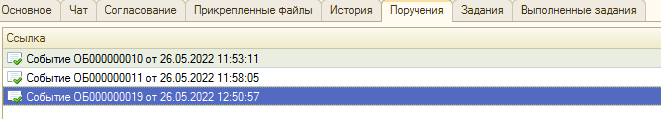 Основное Чат Согласование Прикрепленные файлы История Поручения Задания Выполненные задания
Ссылка
Событие ОБ000000010 от 26.05.2022 11:53:11
Событие ОБ000000011 от 26.05.2022 11:58:05
Событие ОБ000000019 от 26.05.2022 12:50:57